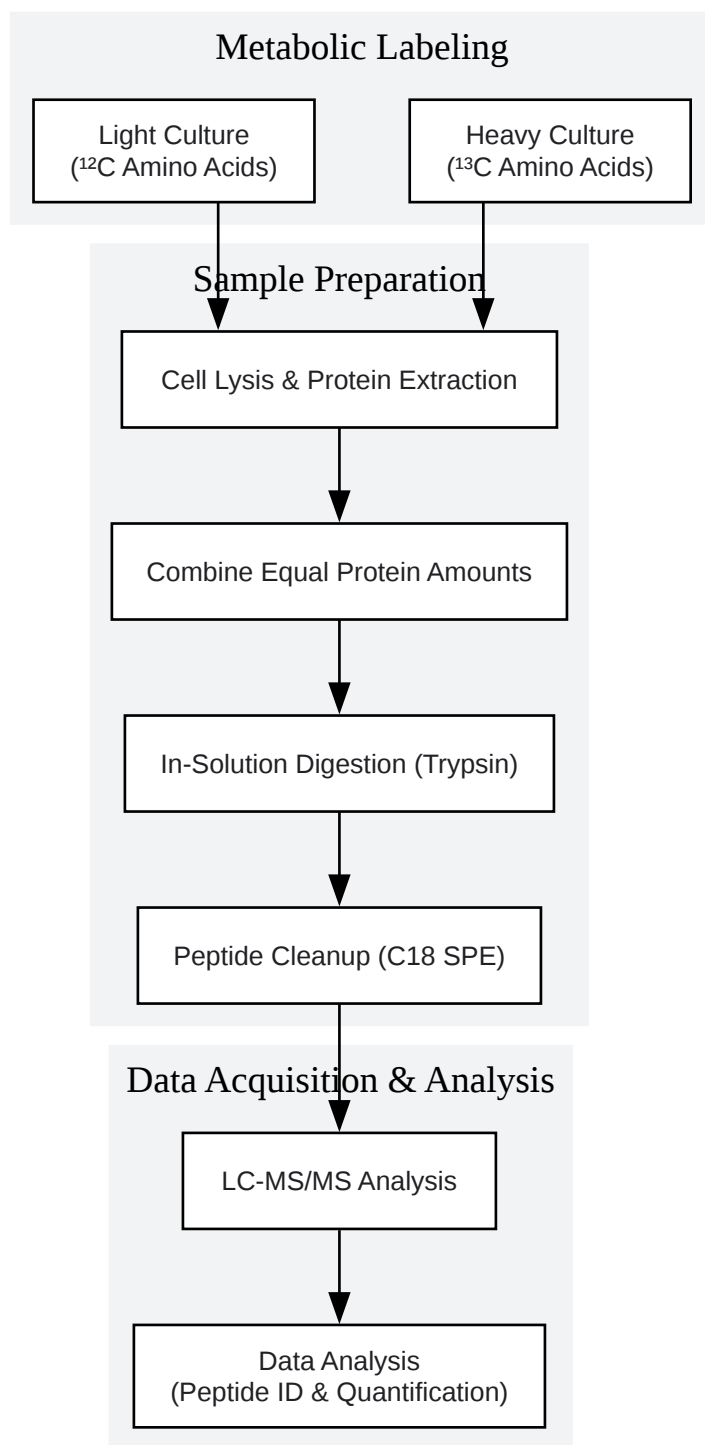 Metabolic Labeling
Light Culture
(¹²C Amino Acids)
Heavy Culture
(¹³C Amino Acids)
Sample Preparation
Cell Lysis & Protein Extraction
Combine Equal Protein Amounts
In-Solution Digestion (Trypsin)
Peptide Cleanup (C18 SPE)
Data Acquisition & Analysis
LC-MS/MS Analysis
Data Analysis
(Peptide ID & Quantification)